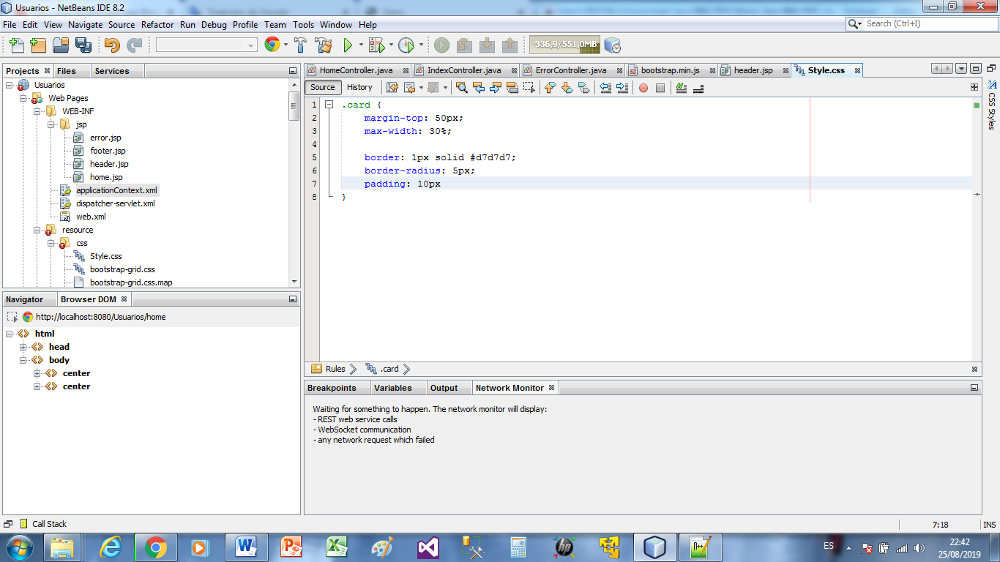 Usuarios - NetBeans IDE 8.2
File Edit View Navigate Source Refactor Run Debug Profile Team Tools Window Help
Search (Ctrl+I)
336,9/551,0MB
Projects Files Services
HomeController.java IndexController.java ErrorController.java bootstrap.min.js header.jsp Style.css
Source History
Usuarios
Web Pages
WEB-INF
jsp
error.jsp
footer.jsp
header.jsp
home.jsp
applicationContext.xml
dispatcher-servlet.xml
web.xml
resource
css
Style.css
bootstrap-grid.css
bootstrap-grid.css.map
1 .card {
2 margin-top: 50px;
3 max-width: 30%;
4
5 border: 1px solid #d7d7d7;
6 border-radius: 5px;
7 padding: 10px
8 }
CSS Styles
Navigator Browser DOM
http://localhost:8080/Usuarios/home
html
head
body
center
center
Rules .card
Breakpoints Variables Output Network Monitor
Waiting for something to happen. The network monitor will display:
- REST web service calls
- WebSocket communication
- any network request which failed
Call Stack
7:18 INS
ES
22:42
25/08/2019